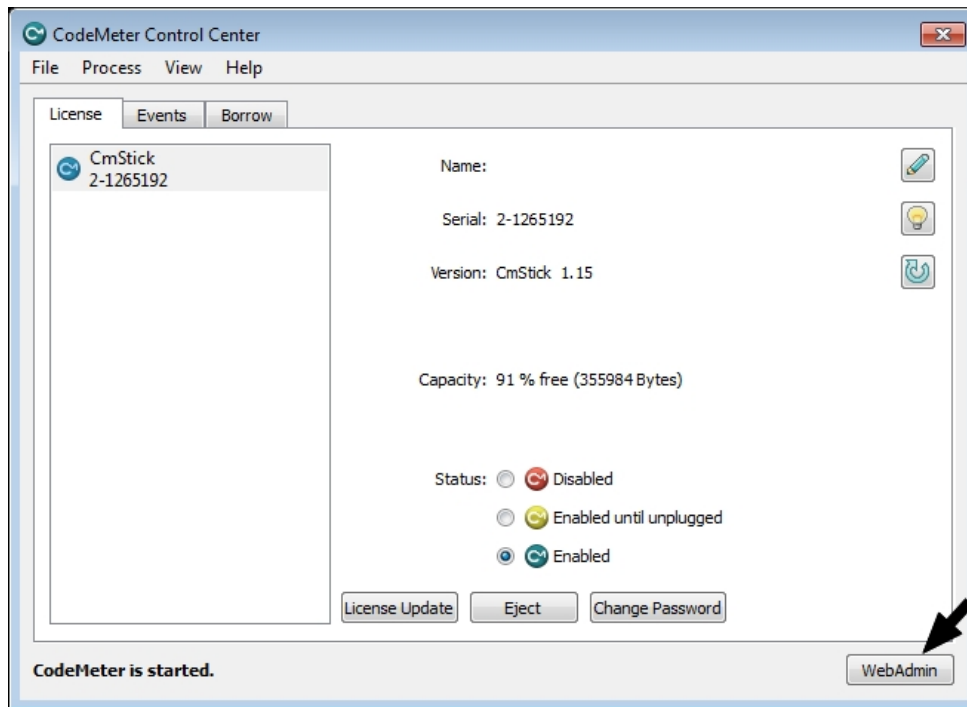 CodeMeter Control Center
File Process View Help
License Events Borrow
CmStick
2-1265192
Name:
Serial: 2-1265192
Version: CmStick 1.15
Capacity: 91 % free (355984 Bytes)
Status: Disabled
Enabled until unplugged
Enabled
License Update Eject Change Password
CodeMeter is started.
WebAdmin